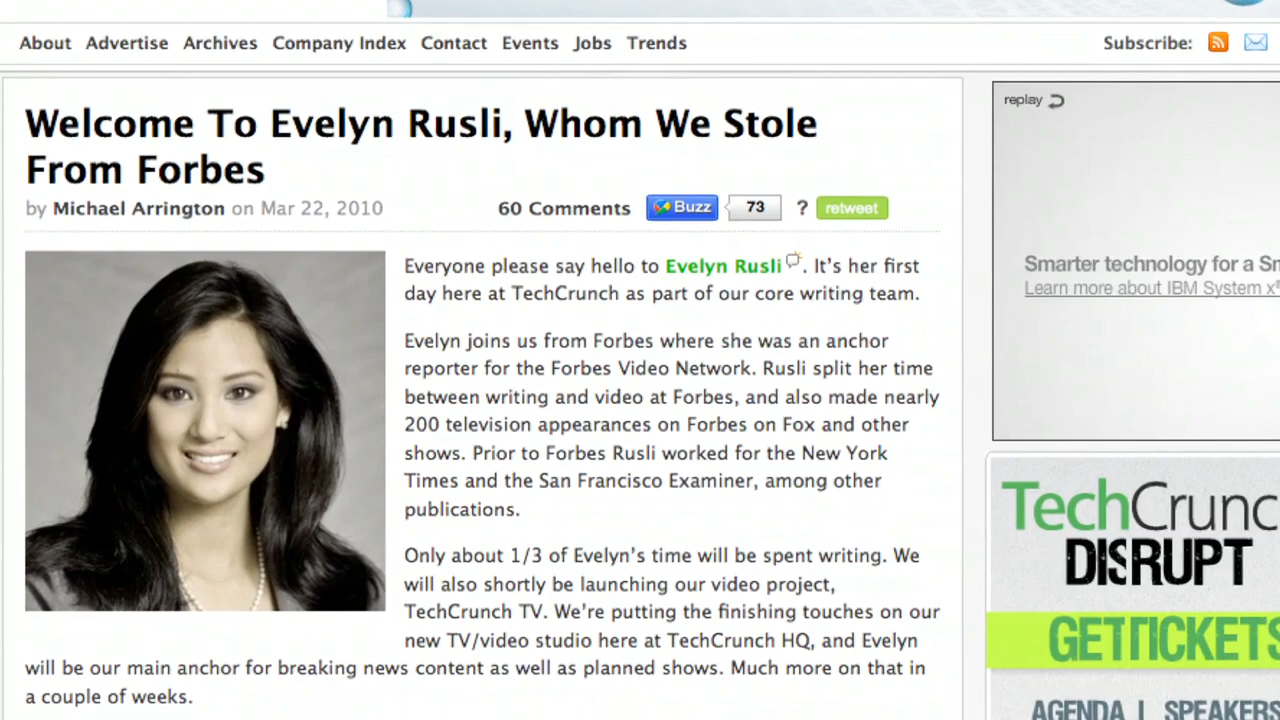 About Advertise Archives Company Index Contact Events Jobs Trends
Subscribe:
Welcome To Evelyn Rusli, Whom We Stole
From Forbes
by Michael Arrington on Mar 22, 2010
60 Comments Buzz 73 ? retweet
Everyone please say hello to Evelyn Rusli. It's her first
day here at TechCrunch as part of our core writing team.
Evelyn joins us from Forbes where she was an anchor
reporter for the Forbes Video Network. Rusli split her time
between writing and video at Forbes, and also made nearly
200 television appearances on Forbes on Fox and other
shows. Prior to Forbes Rusli worked for the New York
Times and the San Francisco Examiner, among other
publications.
Only about 1/3 of Evelyn's time will be spent writing. We
will also shortly be launching our video project,
TechCrunch TV. We're putting the finishing touches on our
new TV/video studio here at TechCrunch HQ, and Evelyn
will be our main anchor for breaking news content as well as planned shows. Much more on that in
a couple of weeks.
replay
Smarter technology for a Sm
Learn more about IBM System x®
TechCrunc
DISRUPT
GET TICKETS
AGENDA | SPEAKERS